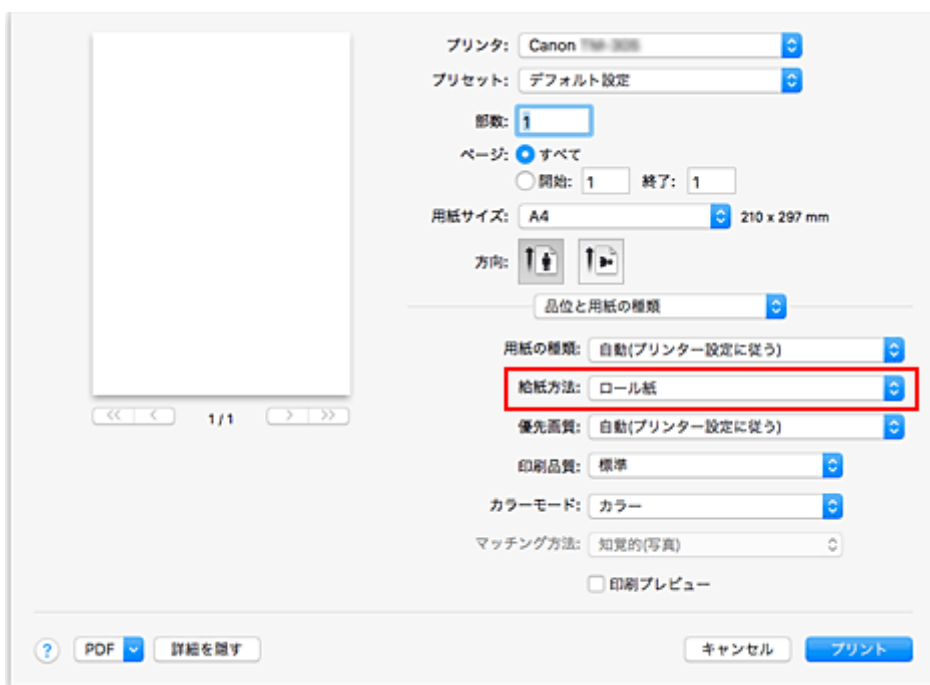 プリンタ: Canon
プリセット: デフォルト設定
部数: 1
ページ: すべて
開始: 1 終了: 1
用紙サイズ: A4 210 x 297 mm
方向:
品位と用紙の種類
用紙の種類: 自動(プリンター設定に従う)
給紙方法: ロール紙
1/1
優先画質: 自動(プリンター設定に従う)
印刷品質: 標準
カラーモード: カラー
マッチング方法: 知覚的(写真)
印刷プレビュー
? PDF 詳細を隠す キャンセル プリント